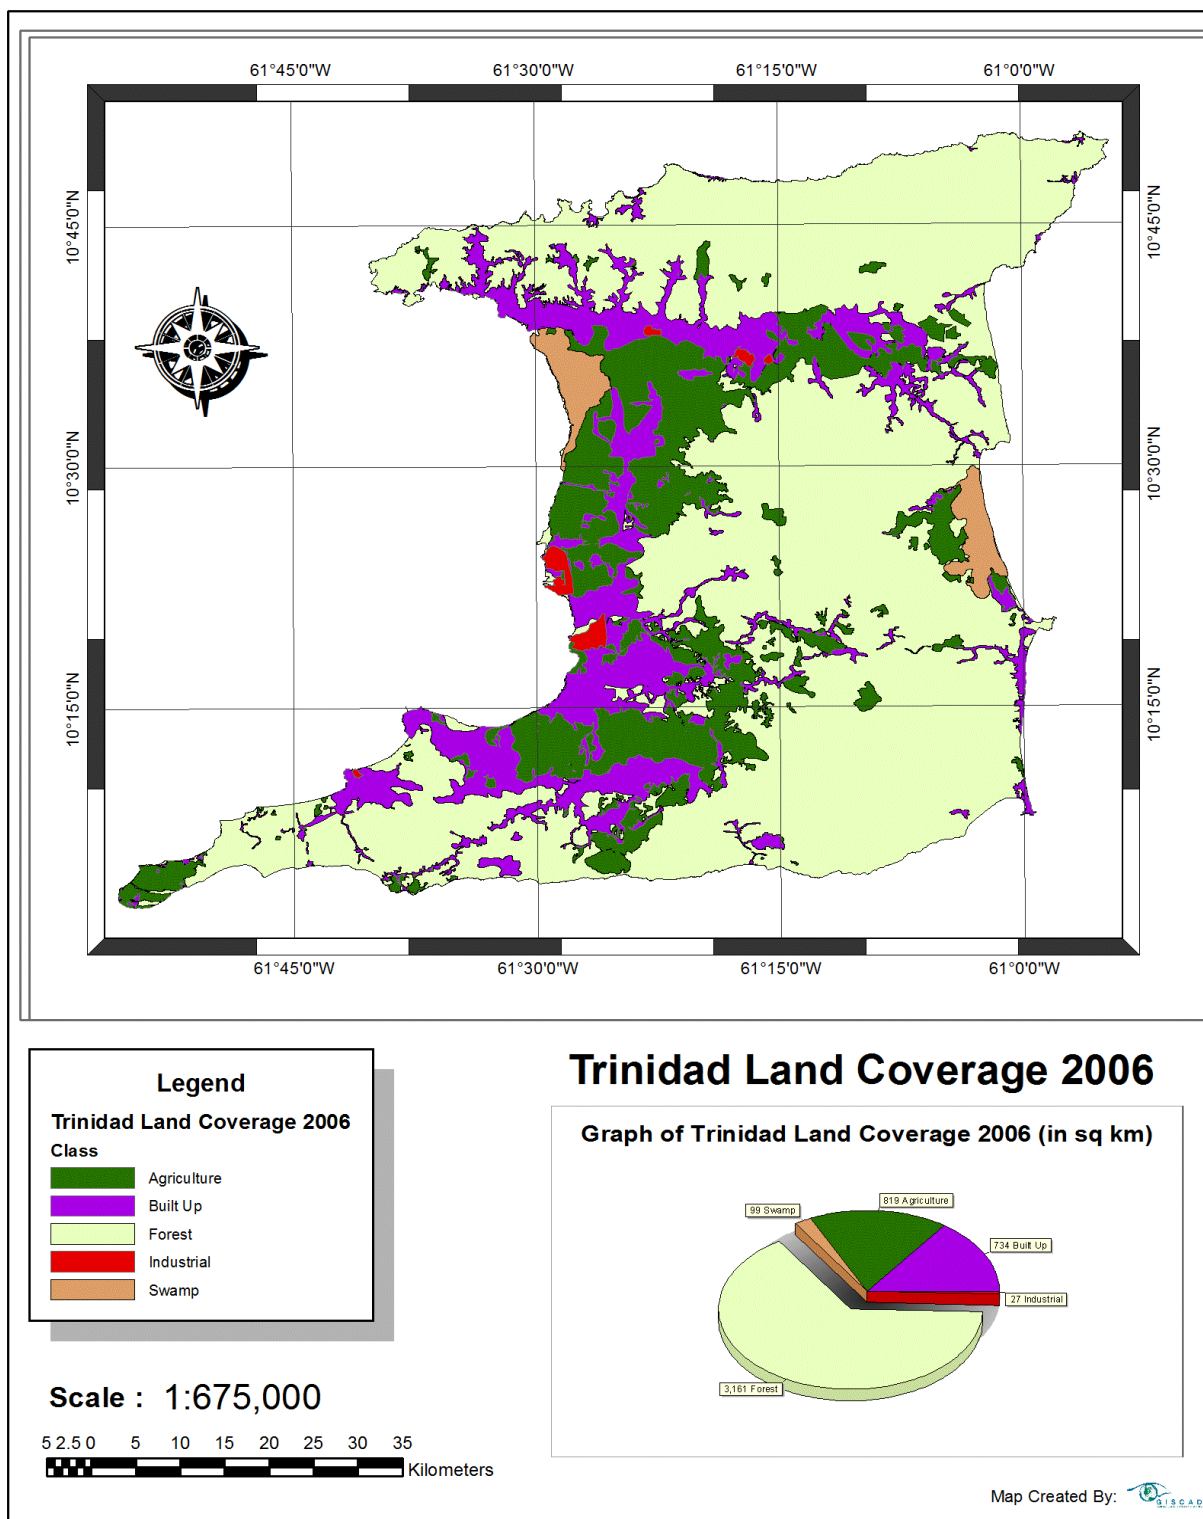 61°45'0"W 61°30'0"W 61°15'0"W 61°0'0"W
10°45'0"N 10°45'0"N
10°30'0"N 10°30'0"N
10°15'0"N 10°15'0"N
61°45'0"W 61°30'0"W 61°15'0"W 61°0'0"W
Legend
Trinidad Land Coverage 2006
Class
Agriculture
Built Up
Forest
Industrial
Swamp
Scale : 1:675,000
5 2.5 0 5 10 15 20 25 30 35
Kilometers
Trinidad Land Coverage 2006
Graph of Trinidad Land Coverage 2006 (in sq km)
819 Agriculture
99 Swamp
734 Built Up
27 Industrial
3,161 Forest
Map Created By:
GISCAD